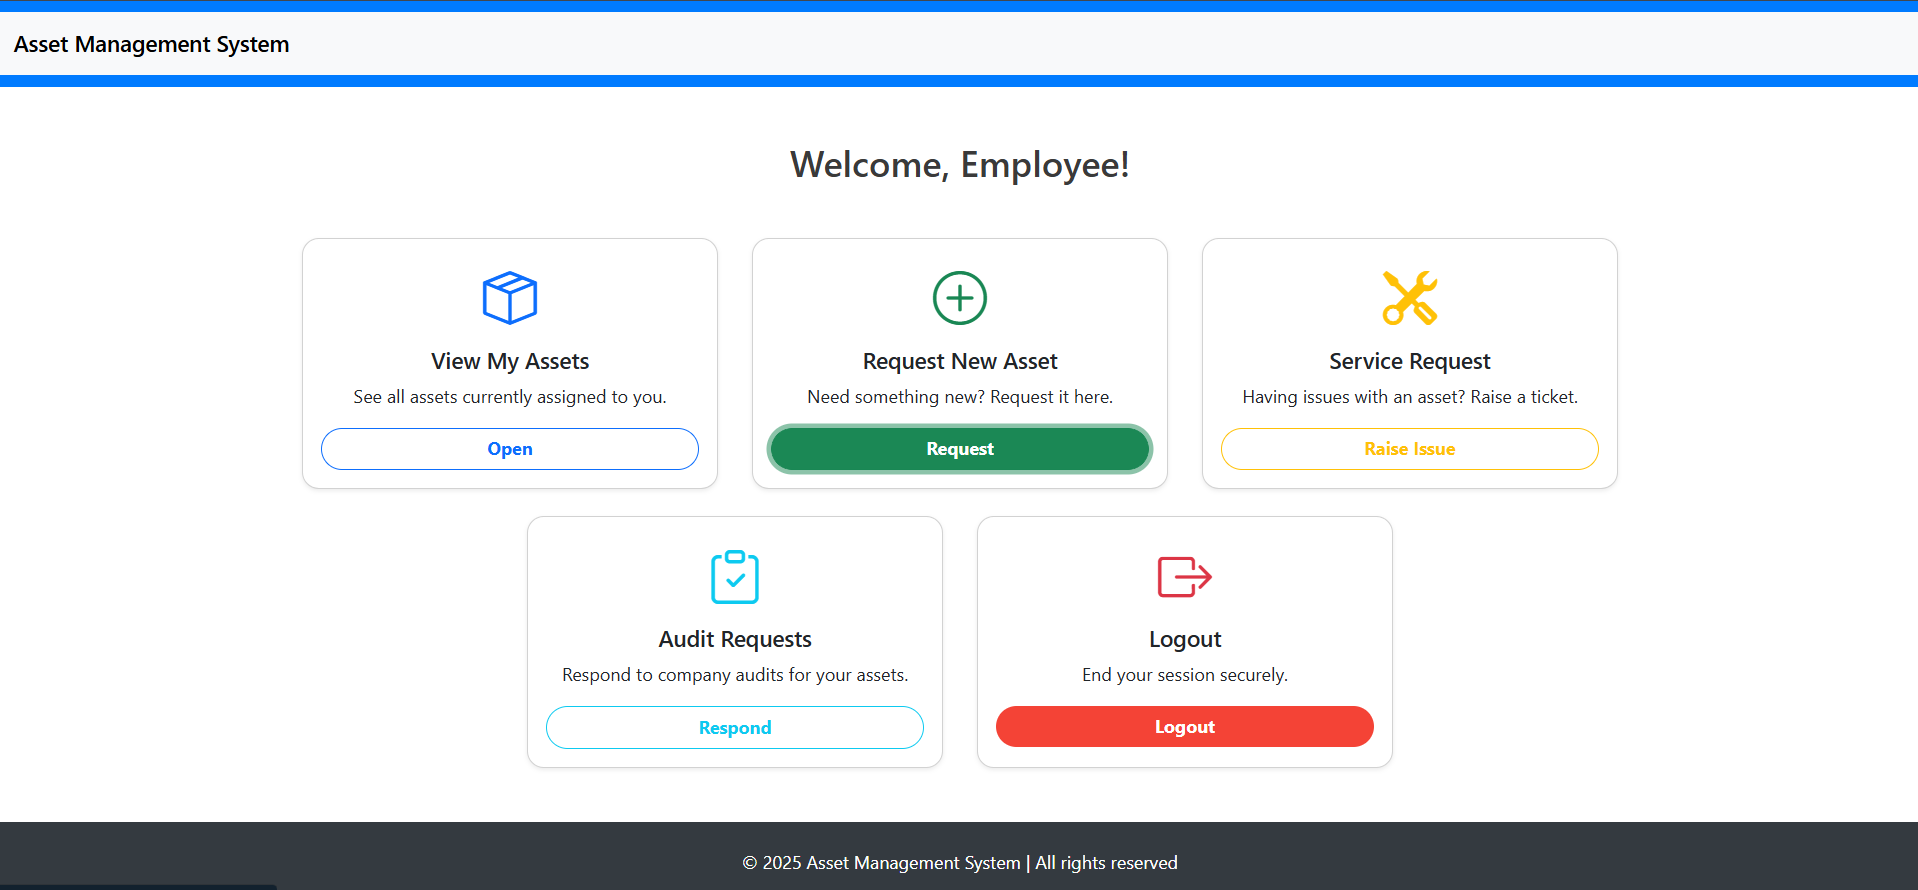 Asset Management System
Welcome, Employee!
View My Assets
See all assets currently assigned to you.
Open
Request New Asset
Need something new? Request it here.
Request
Service Request
Having issues with an asset? Raise a ticket.
Raise Issue
Audit Requests
Respond to company audits for your assets.
Respond
Logout
End your session securely.
Logout
© 2025 Asset Management System | All rights reserved